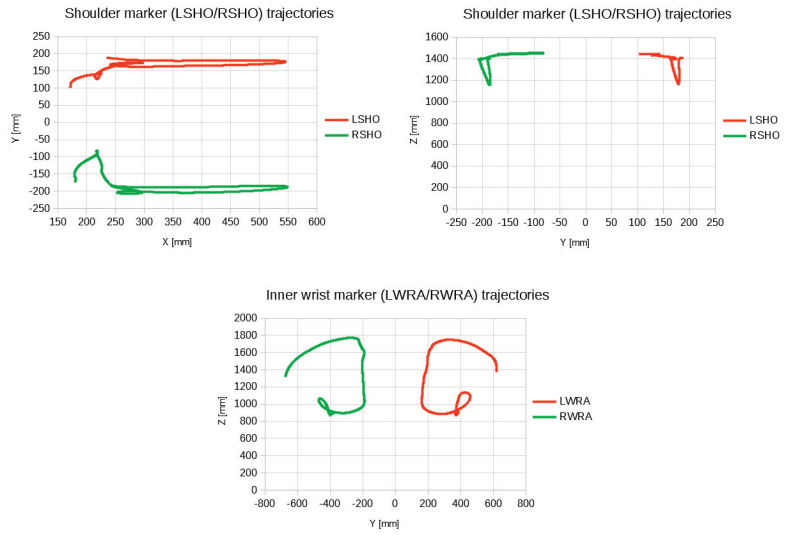 Shoulder marker (LSHO/RSHO) trajectories
250
200
150
100
50
0
-50
-100
-150
-200
-250
Y [mm]
150 200 250 300 350 400 450 500 550 600
X [mm]
LSHO
RSHO
Shoulder marker (LSHO/RSHO) trajectories
1600
1400
1200
1000
800
600
400
200
0
Z [mm]
-250 -200 -150 -100 -50 0 50 100 150 200 250
Y [mm]
LSHO
RSHO
Inner wrist marker (LWRA/RWRA) trajectories
2000
1800
1600
1400
1200
1000
800
600
400
200
0
Z [mm]
-800 -600 -400 -200 0 200 400 600 800
Y [mm]
LWRA
RWRA